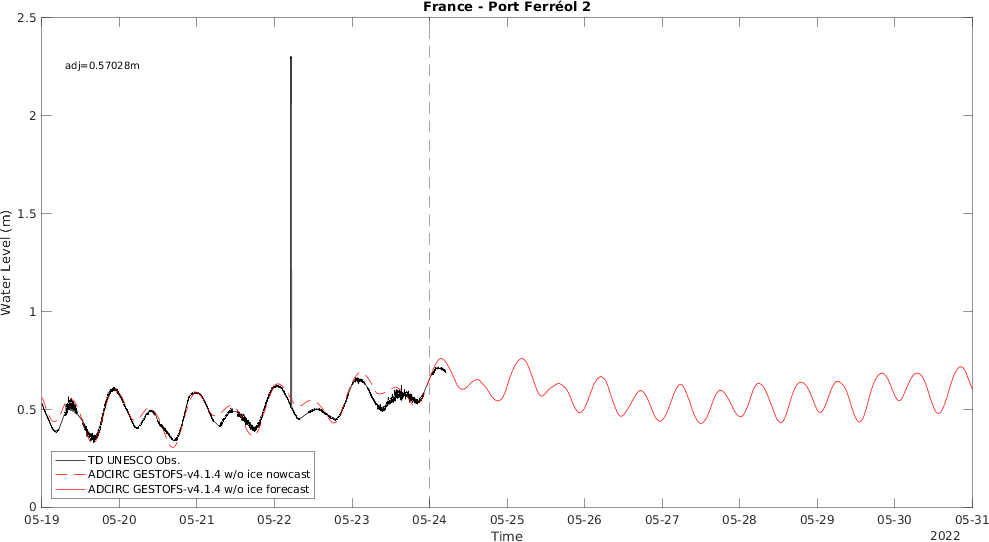 France - Port Ferréol 2
adj=0.57028m
2.5
2
1.5
1
0.5
0
Water Level (m)
TD UNESCO Obs.
ADCIRC GESTOFS-v4.1.4 w/o ice nowcast
ADCIRC GESTOFS-v4.1.4 w/o ice forecast
05-19 05-20 05-21 05-22 05-23 05-24 05-25 05-26 05-27 05-28 05-29 05-30 05-31
Time
2022